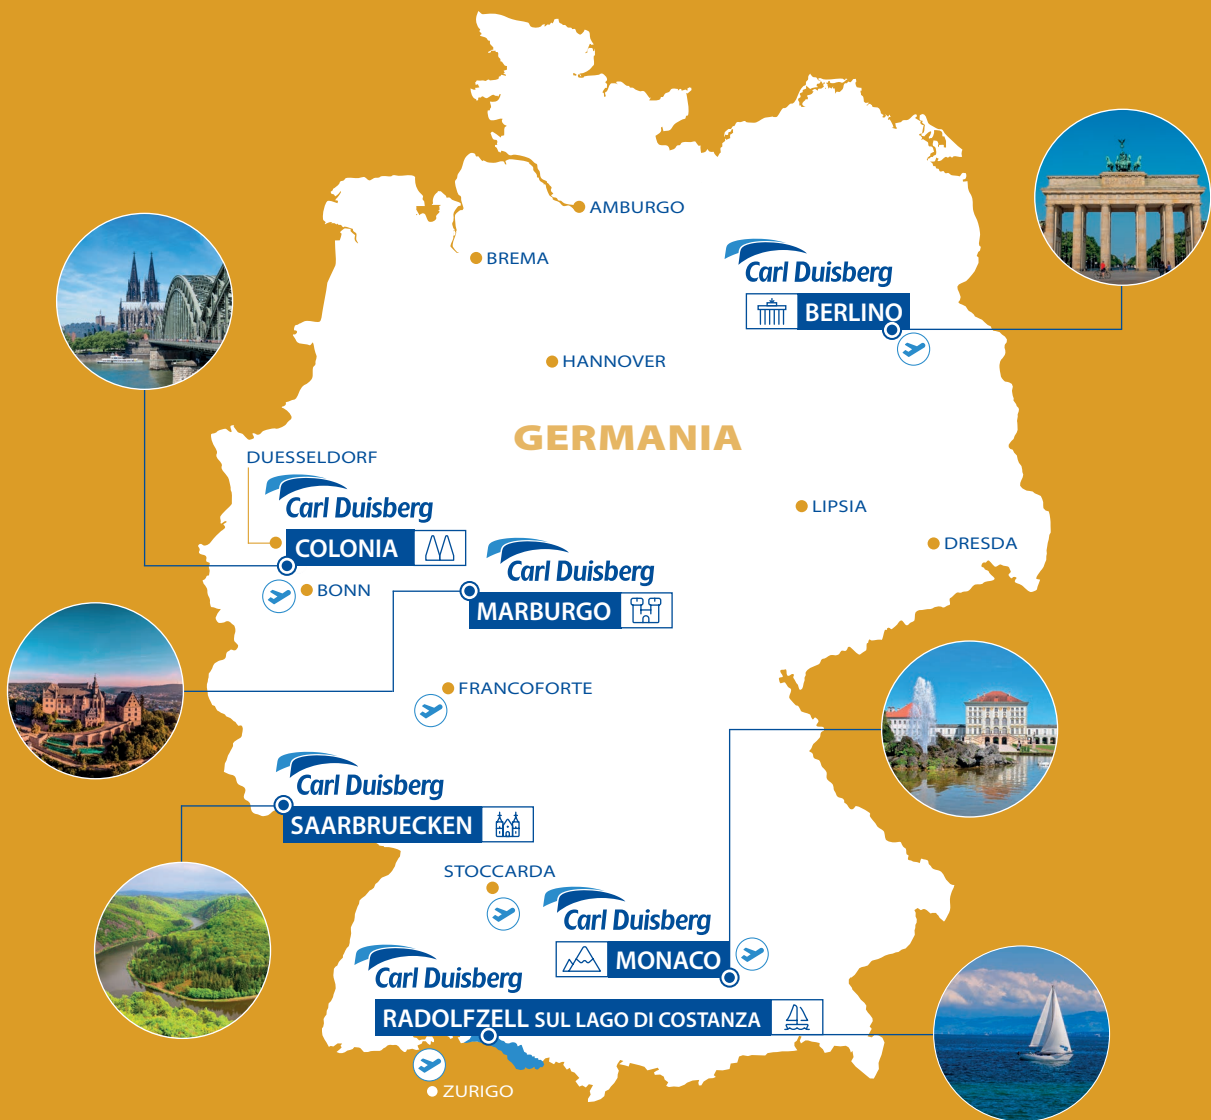 AMBURGO
BREMA
Carl Duisberg
BERLINO
HANNOVER
GERMANIA
DUESSELDORF
Carl Duisberg
COLONIA
LIPSIA
DRESDA
BONN
Carl Duisberg
MARBURGO
FRANCOFORTE
Carl Duisberg
SAARBRUECKEN
STOCCARDA
Carl Duisberg
MONACO
Carl Duisberg
RADOLFZELL SUL LAGO DI COSTANZA
ZURIGO